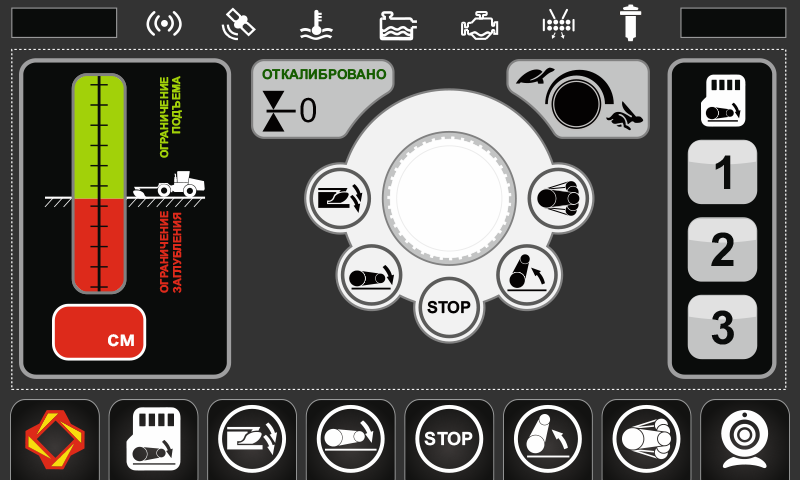 ОТКАЛИБРОВАНО
0
ОГРАНИЧЕНИЕ
ПОДЪЕМА
ОГРАНИЧЕНИЕ
ЗАГЛУБЛЕНИЯ
см
STOP
1
2
3
STOP